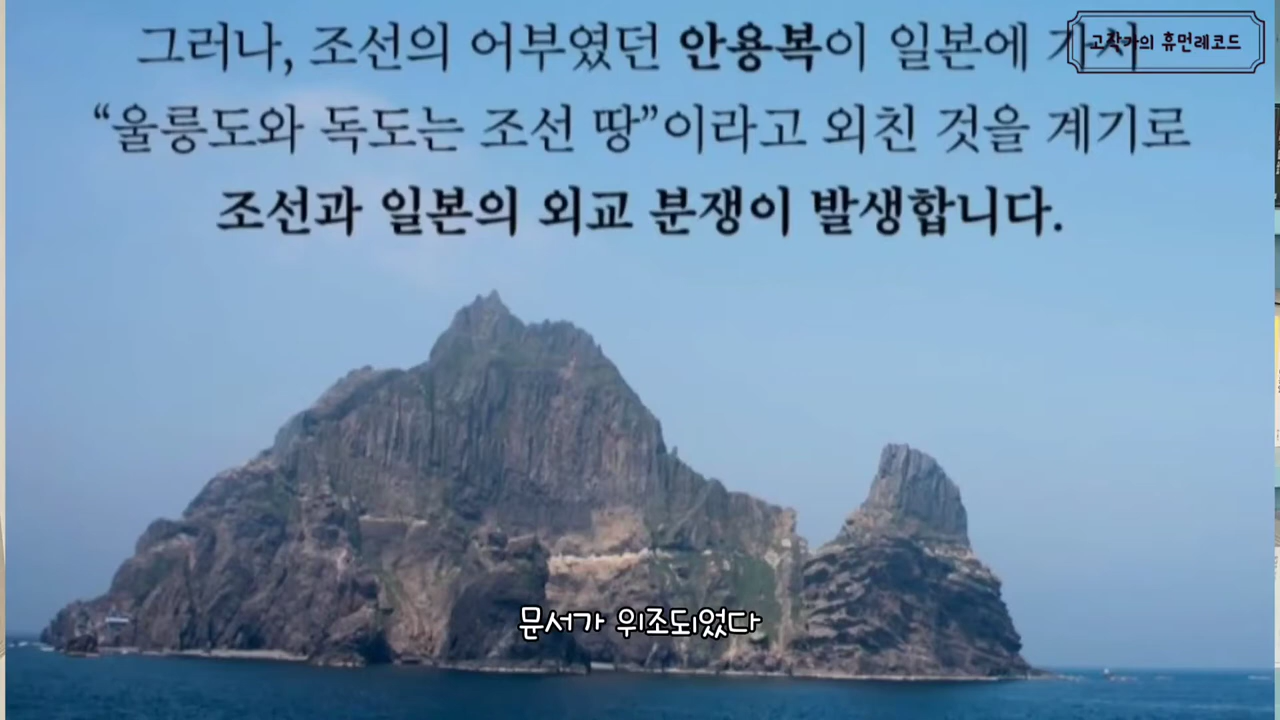 그러나, 조선의 어부였던 안용복이 일본에
고작가의 휴먼레코드
“울릉도와 독도는 조선 땅”이라고 외친 것을 계기로
조선과 일본의 외교 분쟁이 발생합니다.
문서가 위조되었다